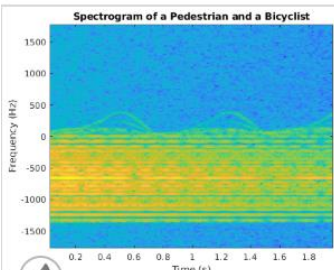 Spectrogram of a Pedestrian and a Bicyclist
1500
1000
500
0
-500
-1000
-1500
Frequency (Hz)
0.2 0.4 0.6 0.8 1 1.2 1.4 1.6 1.8
Time (s)